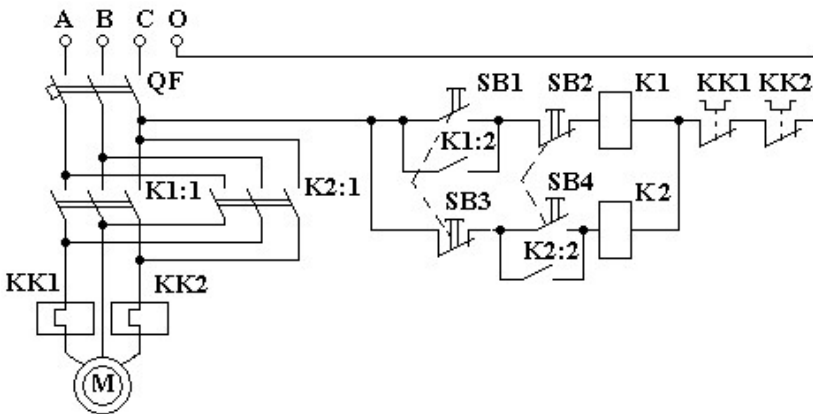 A B C O
QF
SB1 SB2 K1 KK1 KK2
K1:2
K1:1 K2:1
SB3 SB4 K2
K2:2
KK1 KK2
M